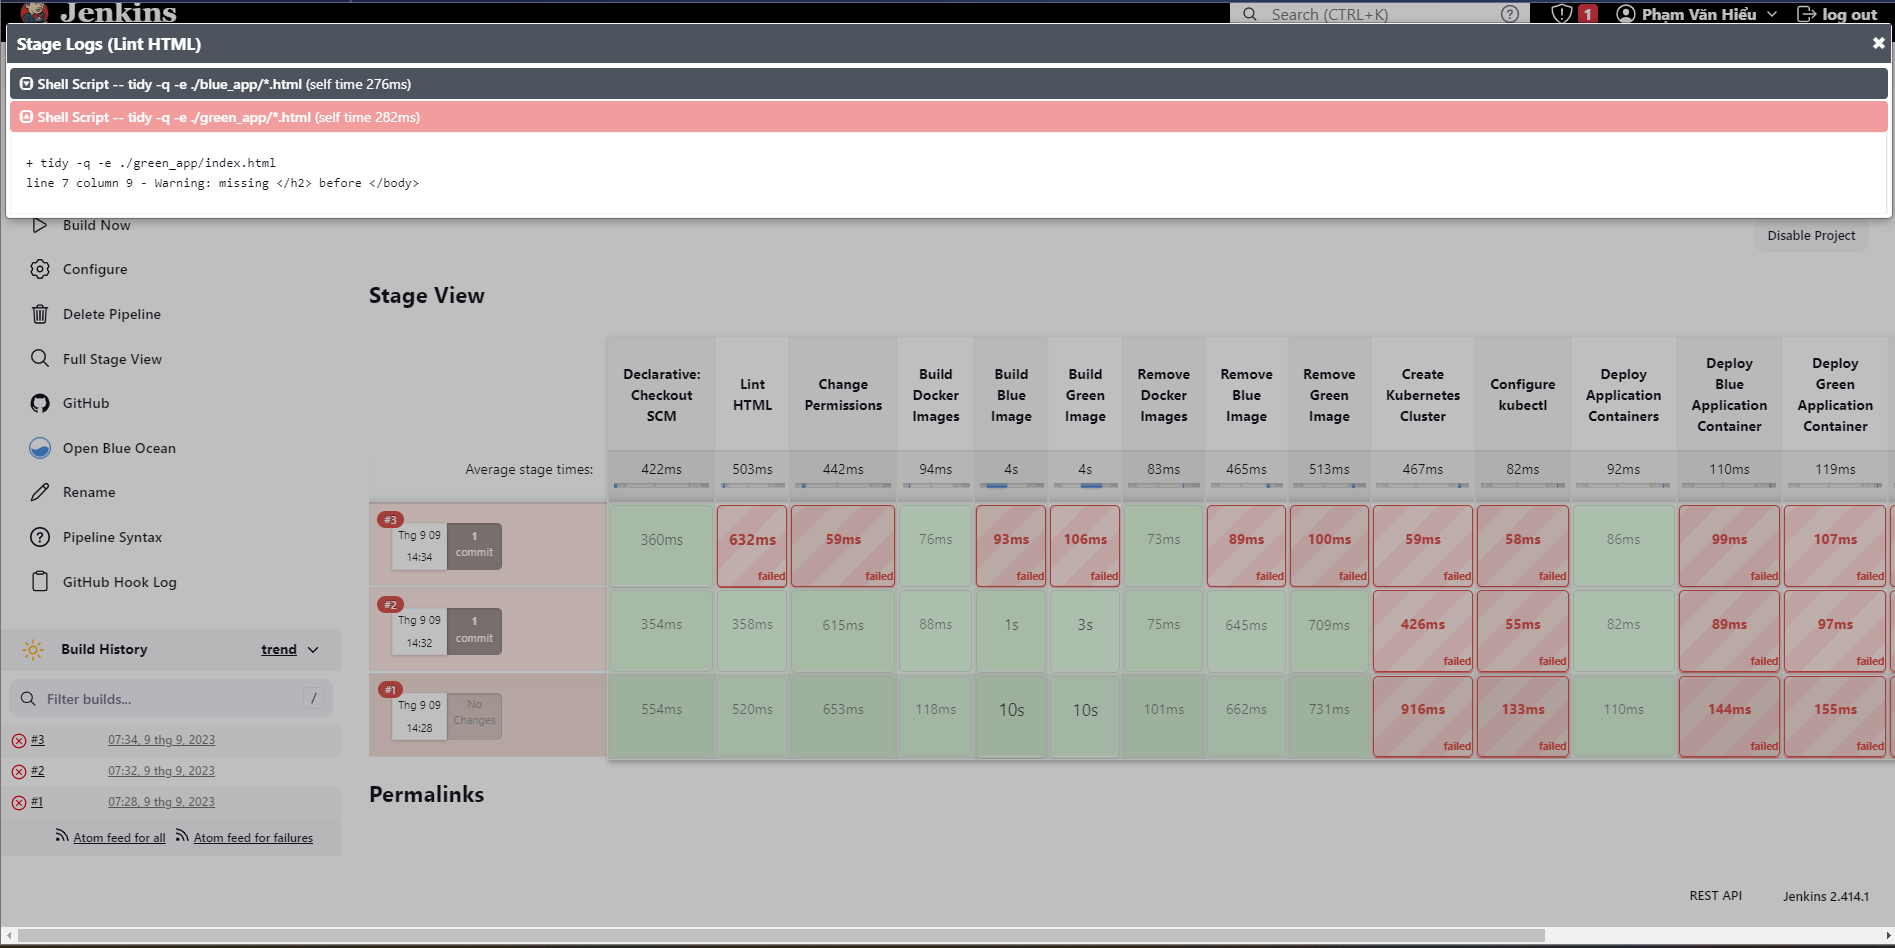 Jenkins
Search (CTRL+K)
1
Phạm Văn Hiểu
log out
Stage Logs (Lint HTML)
Shell Script -- tidy -q -e ./blue_app/*.html (self time 276ms)
Shell Script -- tidy -q -e ./green_app/*.html (self time 282ms)
+ tidy -q -e ./green_app/index.html
line 7 column 9 - Warning: missing </h2> before </body>
Build Now
Configure
Delete Pipeline
Full Stage View
GitHub
Open Blue Ocean
Rename
Pipeline Syntax
GitHub Hook Log
Build History
trend
Filter builds...
/
#3
07:34, 9 thg 9, 2023
#2
07:32, 9 thg 9, 2023
#1
07:28, 9 thg 9, 2023
Atom feed for all
Atom feed for failures
Disable Project
Stage View
Declarative: Checkout SCM
Lint HTML
Change Permissions
Build Docker Images
Build Blue Image
Build Green Image
Remove Docker Images
Remove Blue Image
Remove Green Image
Create Kubernetes Cluster
Configure kubectl
Deploy Application Containers
Deploy Blue Application Container
Deploy Green Application Container
Average stage times:
422ms 503ms 442ms 94ms 4s 4s 83ms 465ms 513ms 467ms 82ms 92ms 110ms 119ms
#3
Thg 9 09
14:34
1
commit
360ms
632ms failed
59ms failed
76ms
93ms failed
106ms failed
73ms
89ms failed
100ms failed
59ms failed
58ms failed
86ms
99ms failed
107ms failed
#2
Thg 9 09
14:32
1
commit
354ms
358ms
615ms
88ms
1s
3s
75ms
645ms
709ms
426ms failed
55ms failed
82ms
89ms failed
97ms failed
#1
Thg 9 09
14:28
No
Changes
554ms
520ms
653ms
118ms
10s
10s
101ms
662ms
731ms
916ms failed
133ms failed
110ms
144ms failed
155ms failed
Permalinks
REST API
Jenkins 2.414.1